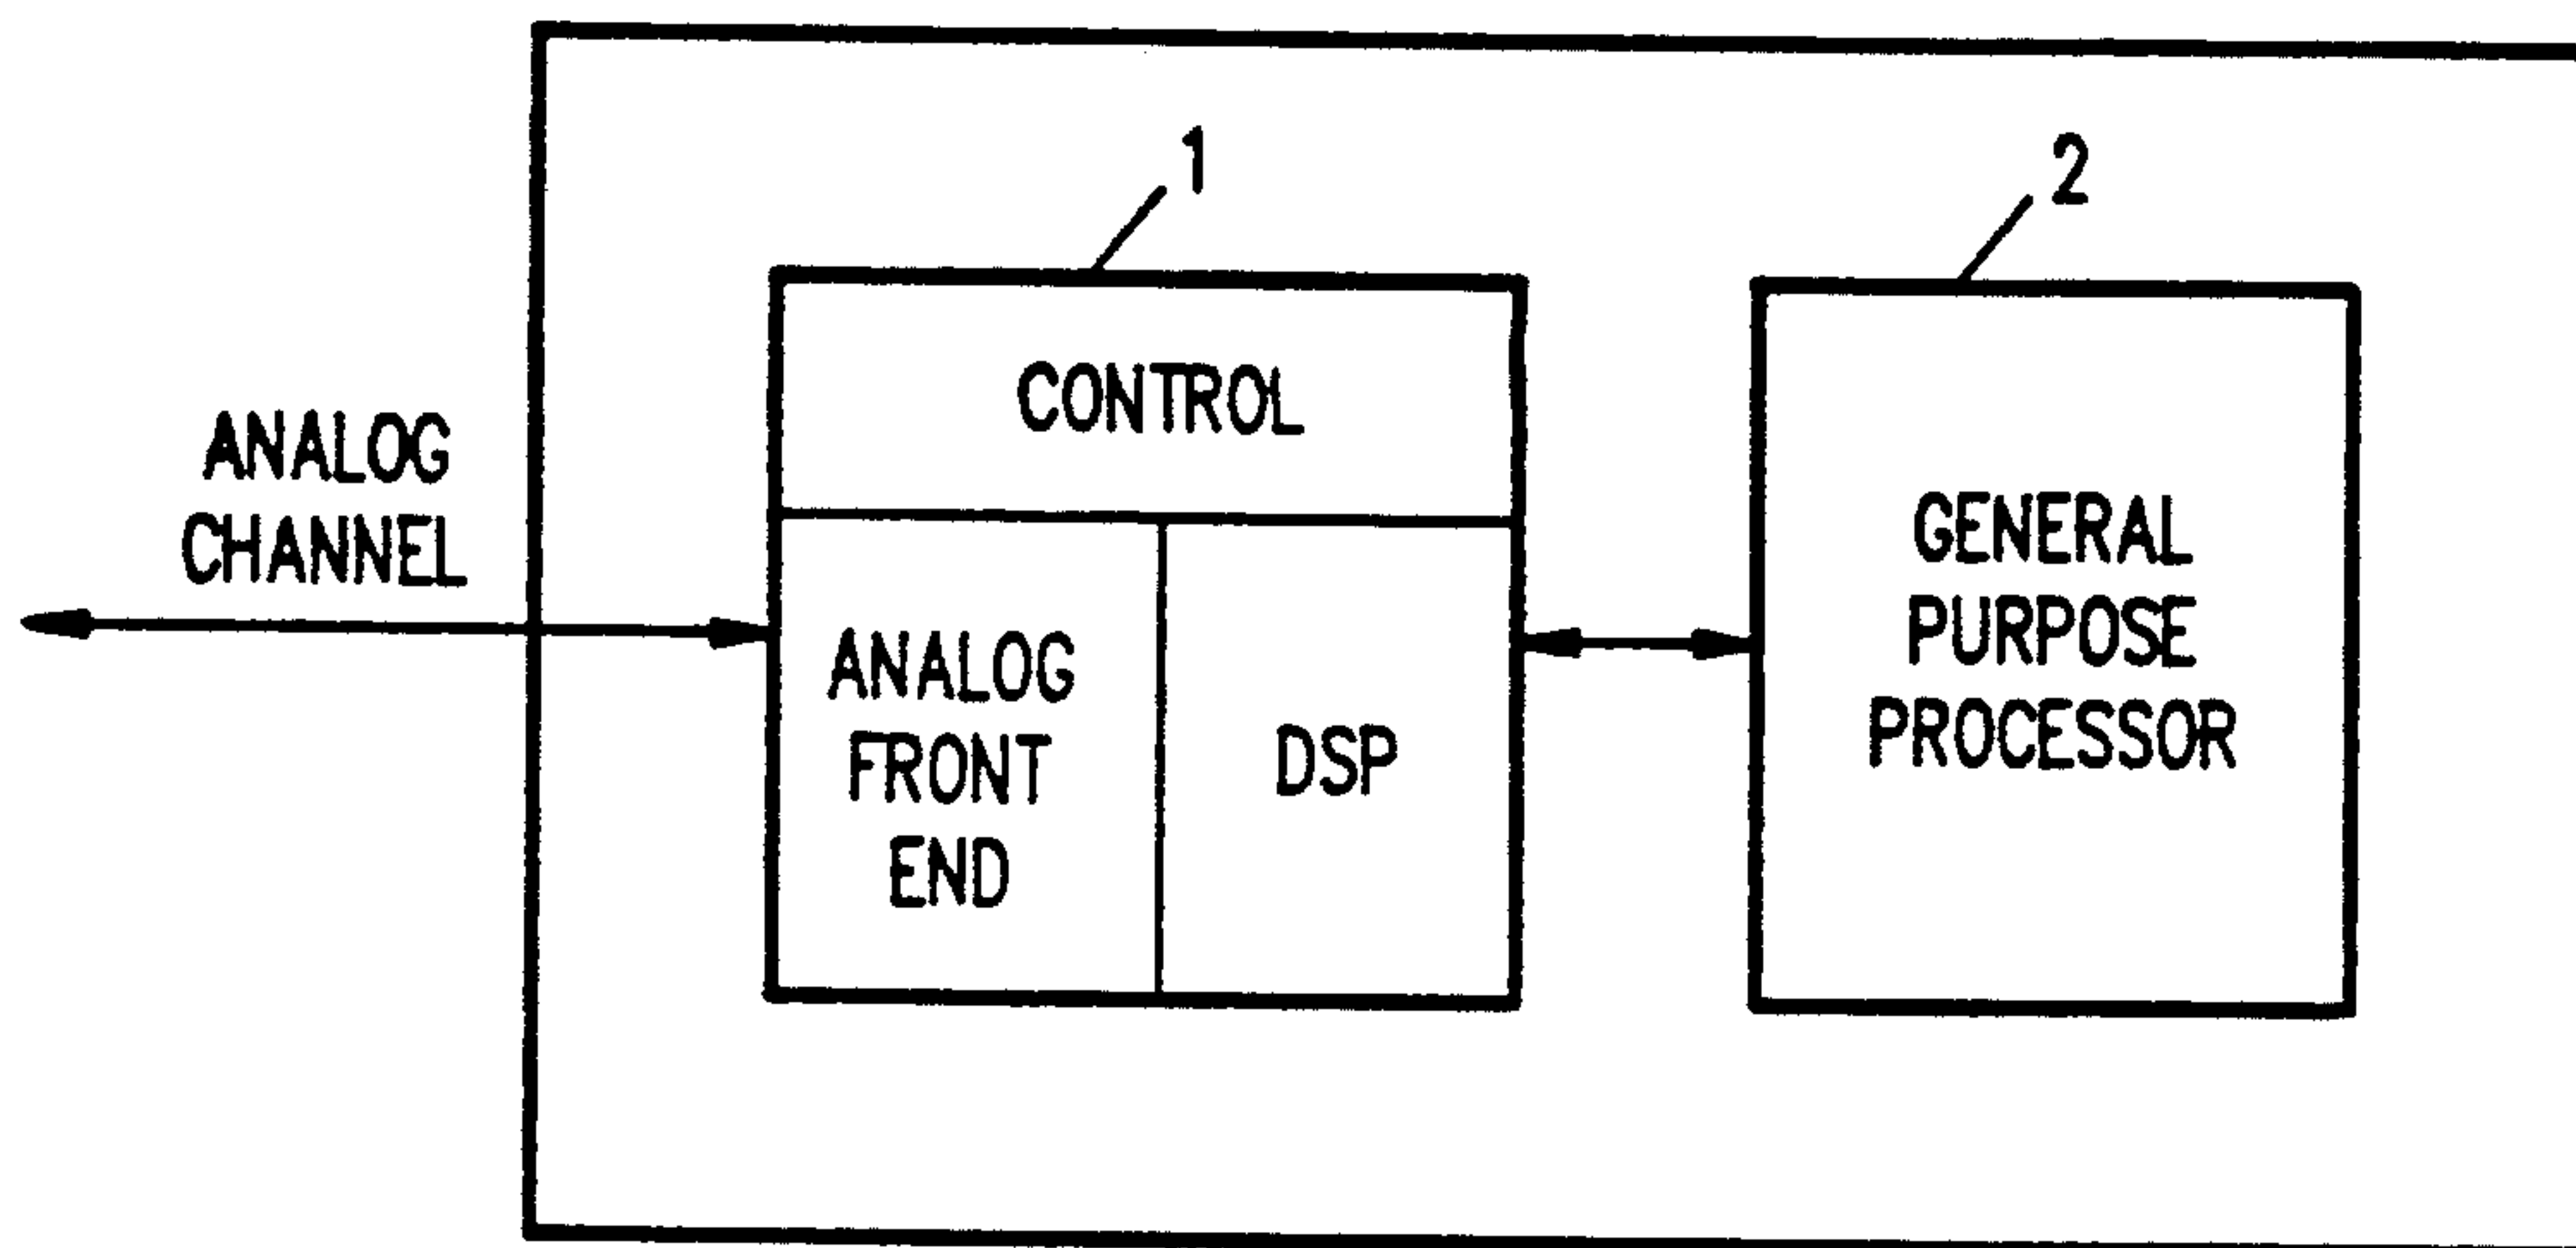 1
2
CONTROL
ANALOG
CHANNEL
ANALOG
FRONT
END
DSP
GENERAL
PURPOSE
PROCESSOR